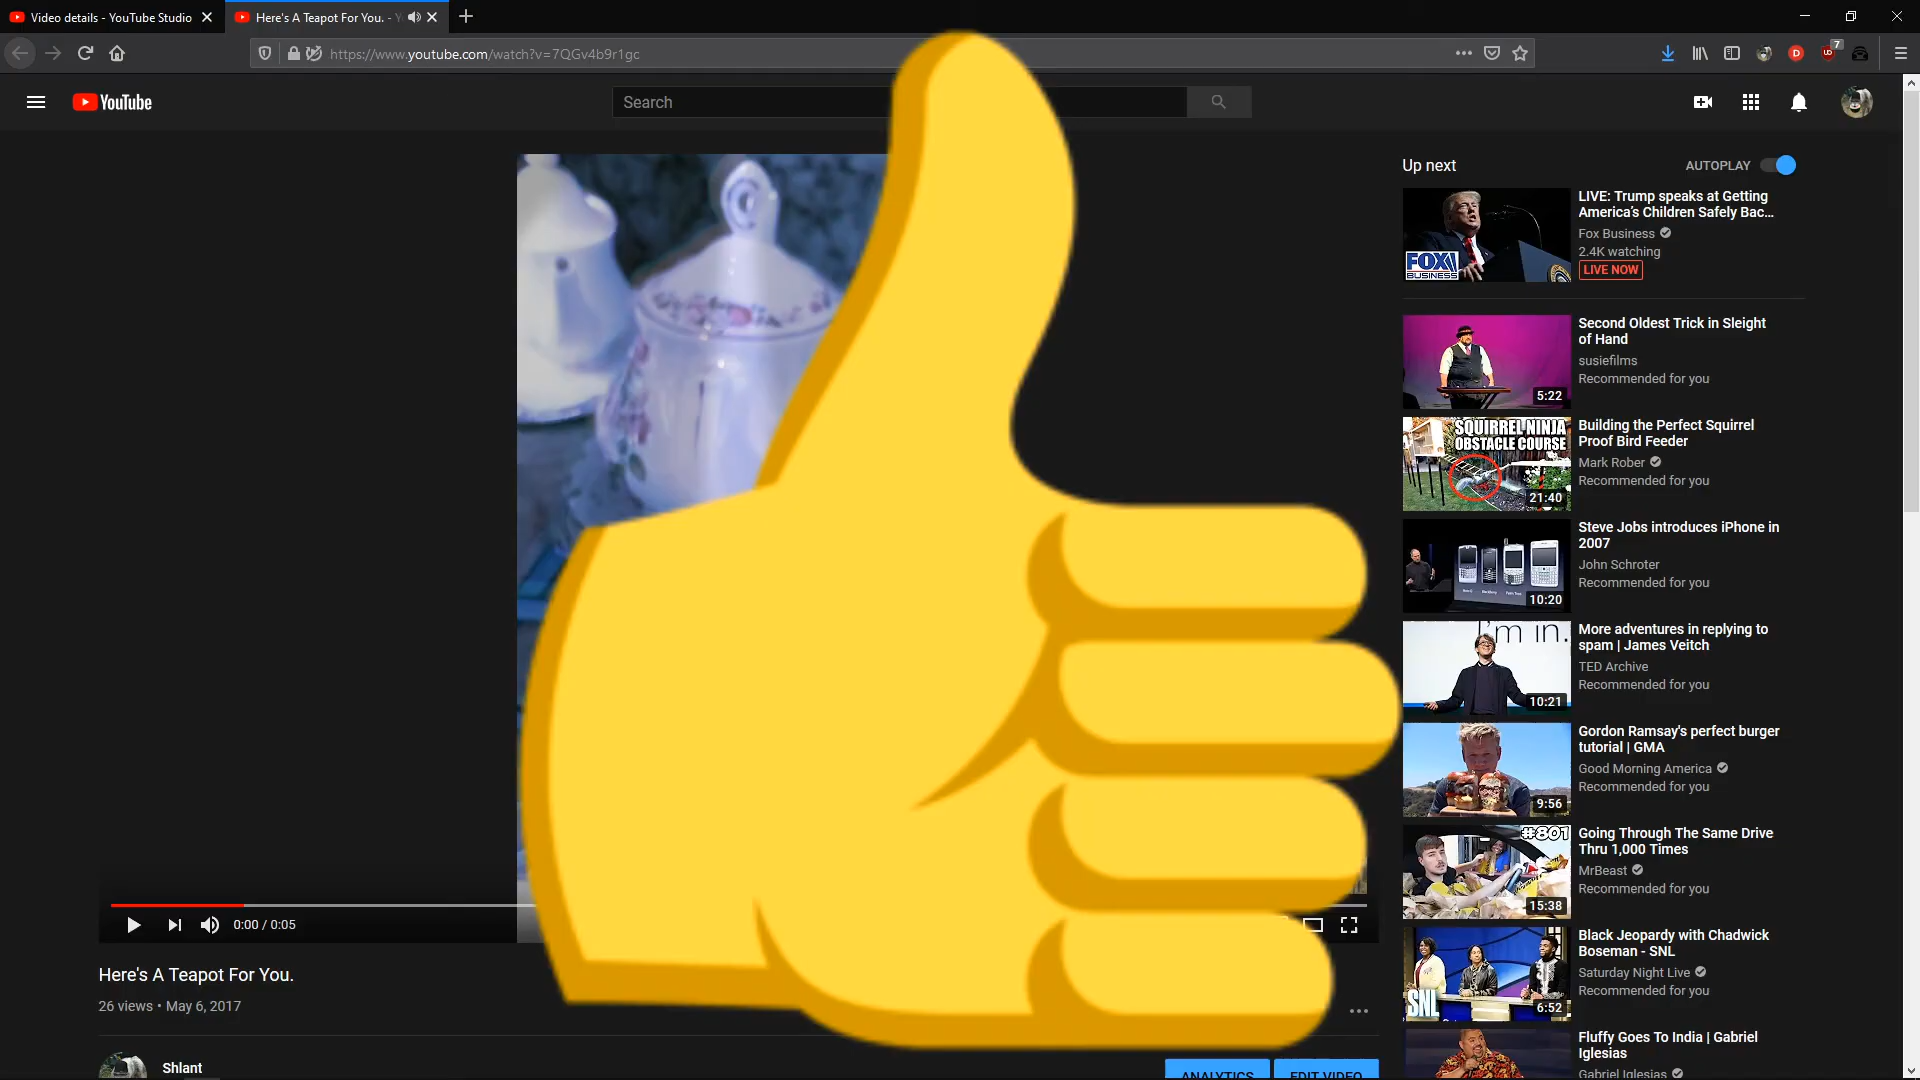 Video details - YouTube Studio
Here's A Teapot For You. - Y
https://www.youtube.com/watch?v=7QGv4b9r1gc
7
YouTube
Search
Up next
AUTOPLAY
LIVE: Trump speaks at Getting
America's Children Safely Bac...
Fox Business
2.4K watching
LIVE NOW
FOX
BUSINESS
Second Oldest Trick in Sleight
of Hand
susiefilms
Recommended for you
5:22
SQUIRREL NINJA
OBSTACLE COURSE
21:40
Building the Perfect Squirrel
Proof Bird Feeder
Mark Rober
Recommended for you
Steve Jobs introduces iPhone in
2007
John Schroter
Recommended for you
10:20
I'm in.
10:21
More adventures in replying to
spam | James Veitch
TED Archive
Recommended for you
Gordon Ramsay's perfect burger
tutorial | GMA
Good Morning America
Recommended for you
9:56
#801
15:38
Going Through The Same Drive
Thru 1,000 Times
MrBeast
Recommended for you
Black Jeopardy with Chadwick
Boseman - SNL
Saturday Night Live
Recommended for you
SNL
6:52
Fluffy Goes To India | Gabriel
Iglesias
Gabriel Iglesias
0:00 / 0:05
Here's A Teapot For You.
26 views • May 6, 2017
Shlant
ANALYTICS
EDIT VIDEO